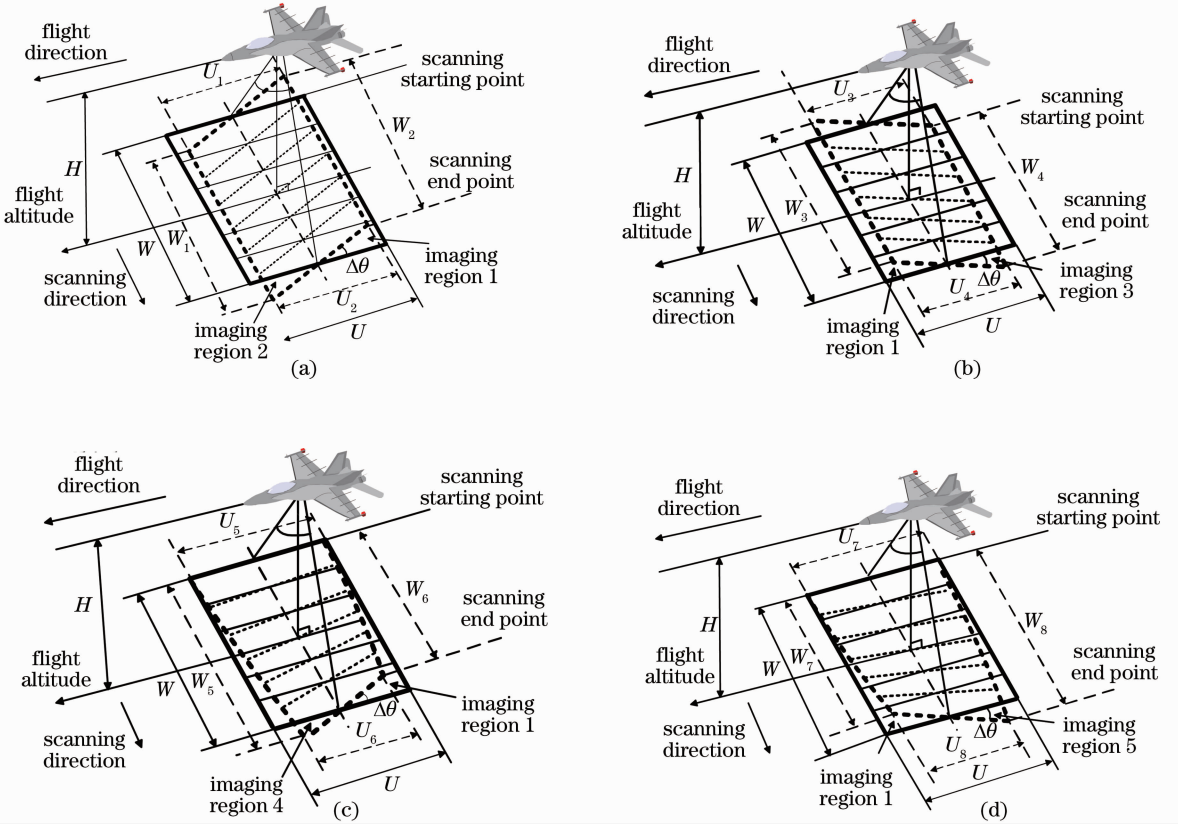 flight
direction
U₁
scanning
starting point
W₂
H
flight
altitude
scanning
end point
W
W₁
scanning
direction
Δθ
imaging
region 1
U₂
imaging
region 2
U
(a)
flight
direction
U₃
scanning
starting point
H
W₄
flight
altitude
scanning
end point
W
W₃
scanning
direction
U₄
Δθ
imaging
region 3
imaging
region 1
U
(b)
flight
direction
scanning
starting point
U₅
H
W₆
scanning
end point
flight
altitude
W
W₅
scanning
direction
Δθ
imaging
region 1
U₆
imaging
region 4
U
(c)
flight
direction
scanning
starting point
U₇
H
W₈
flight
altitude
scanning
end point
W
W₇
scanning
direction
Δθ
imaging
region 5
U₈
U
imaging
region 1
(d)